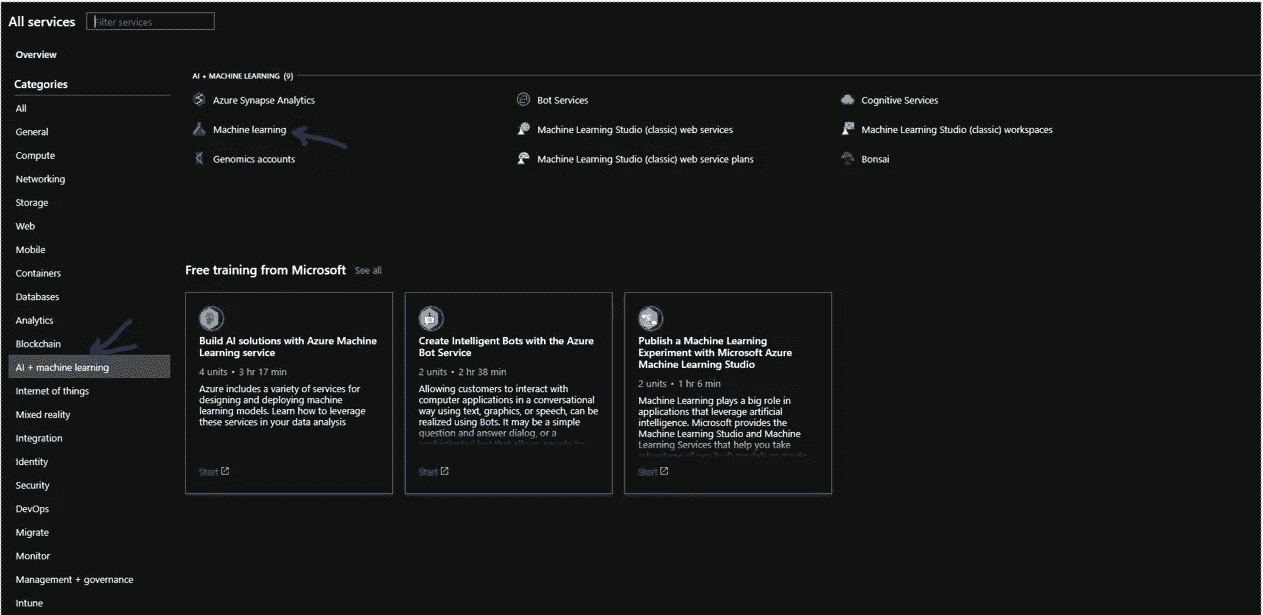 All services
Filter services
Overview
Categories
All
General
Compute
Networking
Storage
Web
Mobile
Containers
Databases
Analytics
Blockchain
AI + machine learning
Internet of things
Mixed reality
Integration
Identity
Security
DevOps
Migrate
Monitor
Management + governance
Intune
AI + MACHINE LEARNING (9)
Azure Synapse Analytics
Bot Services
Cognitive Services
Machine learning
Machine Learning Studio (classic) web services
Machine Learning Studio (classic) workspaces
Genomics accounts
Machine Learning Studio (classic) web service plans
Bonsai
Free training from Microsoft See all
Build AI solutions with Azure Machine
Learning service
4 units • 3 hr 17 min
Azure includes a variety of services for
designing and deploying machine
learning models. Learn how to leverage
these services in your data analysis
Start
Create Intelligent Bots with the Azure
Bot Service
2 units • 2 hr 38 min
Allowing customers to interact with
computer applications in a conversational
way using text, graphics, or speech, can be
realized using Bots. It may be a simple
question and answer dialog, or a
Start
Publish a Machine Learning
Experiment with Microsoft Azure
Machine Learning Studio
2 units • 1 hr 6 min
Machine Learning plays a big role in
applications that leverage artificial
intelligence. Microsoft provides the
Machine Learning Studio and Machine
Learning Services that help you take
Start